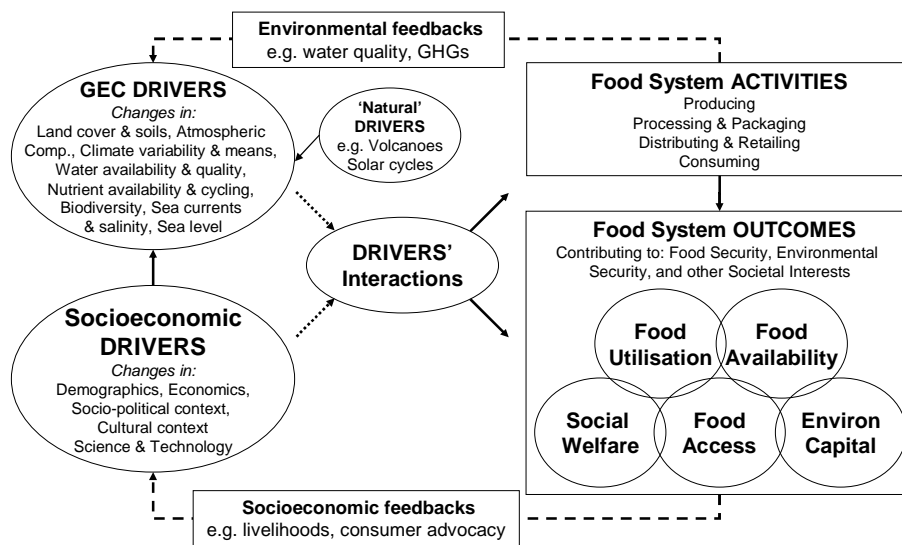 Environmental feedbacks
e.g. water quality, GHGs
GEC DRIVERS
Changes in:
Land cover & soils, Atmospheric
Comp., Climate variability & means,
Water availability & quality,
Nutrient availability & cycling,
Biodiversity, Sea currents
& salinity, Sea level
‘Natural’
DRIVERS
e.g. Volcanoes
Solar cycles
Food System ACTIVITIES
Producing
Processing & Packaging
Distributing & Retailing
Consuming
DRIVERS’
Interactions
Food System OUTCOMES
Contributing to: Food Security, Environmental
Security, and other Societal Interests
Food
Utilisation
Food
Availability
Social
Welfare
Food
Access
Environ
Capital
Socioeconomic
DRIVERS
Changes in:
Demographics, Economics,
Socio-political context,
Cultural context
Science & Technology
Socioeconomic feedbacks
e.g. livelihoods, consumer advocacy